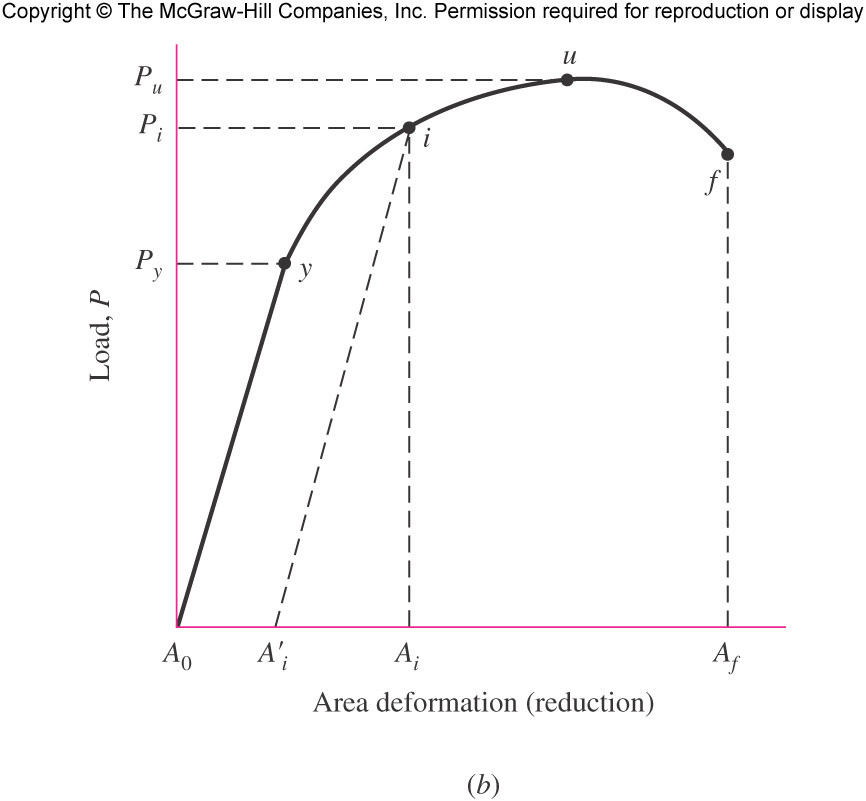 Copyright © The McGraw-Hill Companies, Inc. Permission required for reproduction or display
u
P_u
P_i
i
f
P_y
y
Load, P
A_0
A'_i
A_i
A_f
Area deformation (reduction)
(b)